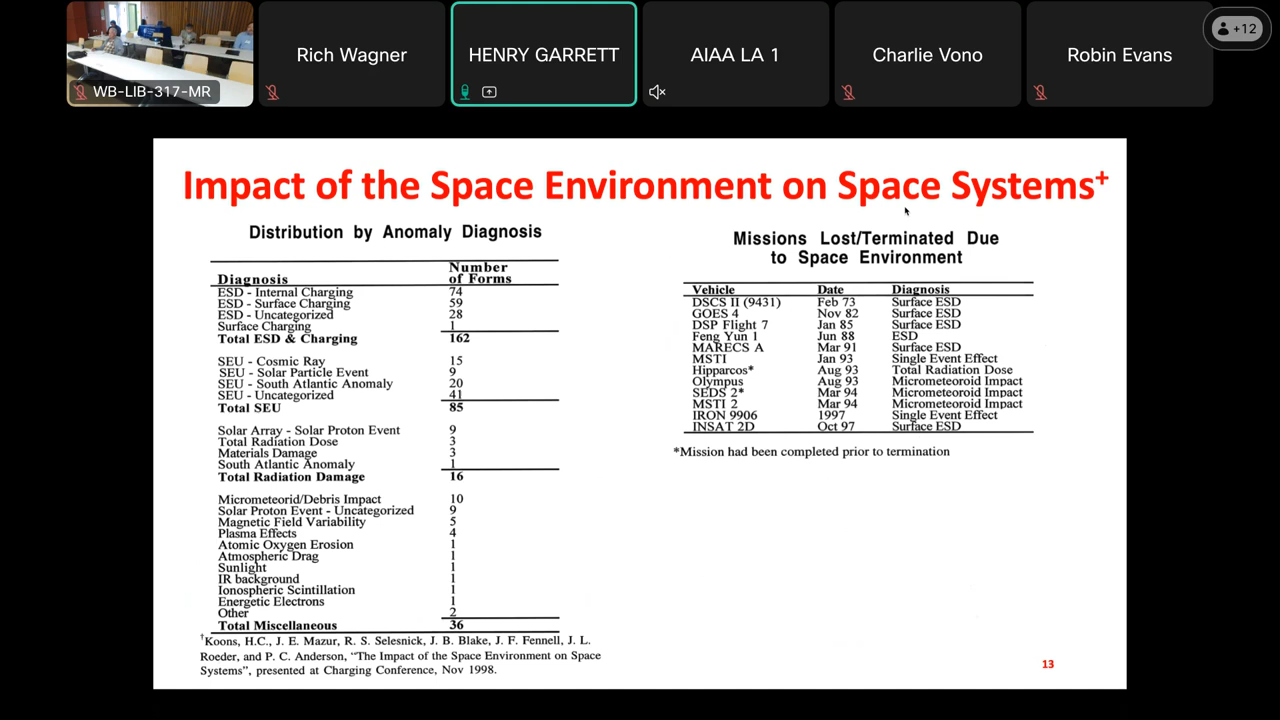 WB-LIB-317-MR
Rich Wagner
HENRY GARRETT
AIAA LA 1
Charlie Vono
Robin Evans
+12
Impact of the Space Environment on Space Systems+
Distribution by Anomaly Diagnosis
Diagnosis Number of Forms
ESD - Internal Charging 74
ESD - Surface Charging 59
ESD - Uncategorized 28
Surface Charging 1
Total ESD & Charging 162
SEU - Cosmic Ray 15
SEU - Solar Particle Event 9
SEU - South Atlantic Anomaly 20
SEU - Uncategorized 41
Total SEU 85
Solar Array - Solar Proton Event 9
Total Radiation Dose 3
Materials Damage 3
South Atlantic Anomaly 1
Total Radiation Damage 16
Micrometeorid/Debris Impact 10
Solar Proton Event - Uncategorized 9
Magnetic Field Variability 5
Plasma Effects 4
Atomic Oxygen Erosion 1
Atmospheric Drag 1
Sunlight 1
IR background 1
Ionospheric Scintillation 1
Energetic Electrons 1
Other 2
Total Miscellaneous 36
†Koons, H.C., J. E. Mazur, R. S. Selesnick, J. B. Blake, J. F. Fennell, J. L.
Roeder, and P. C. Anderson, “The Impact of the Space Environment on Space
Systems”, presented at Charging Conference, Nov 1998.
Missions Lost/Terminated Due
to Space Environment
Vehicle Date Diagnosis
DSCS II (9431) Feb 73 Surface ESD
GOES 4 Nov 82 Surface ESD
DSP Flight 7 Jan 85 Surface ESD
Feng Yun 1 Jun 88 ESD
MARECS A Mar 91 Surface ESD
MSTI Jan 93 Single Event Effect
Hipparcos* Aug 93 Total Radiation Dose
Olympus Aug 93 Micrometeoroid Impact
SEDS 2* Mar 94 Micrometeoroid Impact
MSTI 2 Mar 94 Micrometeoroid Impact
IRON 9906 1997 Single Event Effect
INSAT 2D Oct 97 Surface ESD
*Mission had been completed prior to termination
13